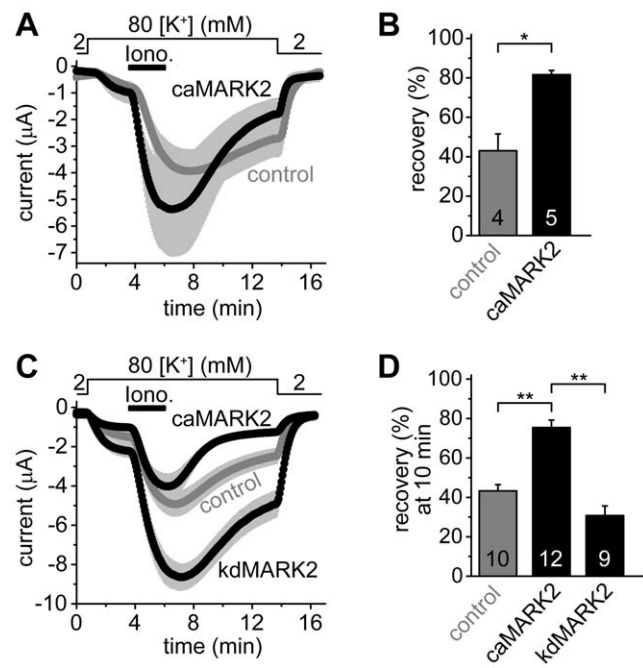 A
80 [K⁺] (mM)
2
2
Iono.
caMARK2
control
current (µA)
0
-1
-2
-3
-4
-5
-6
-7
0 4 8 12 16
time (min)
B
*
recovery (%)
100
80
60
40
20
0
4 5
control
caMARK2
C
80 [K⁺] (mM)
2
2
Iono.
caMARK2
control
kdMARK2
current (µA)
0
-2
-4
-6
-8
-10
0 4 8 12 16
time (min)
D
** **
recovery (%)
at 10 min
100
80
60
40
20
0
10 12 9
control
caMARK2
kdMARK2